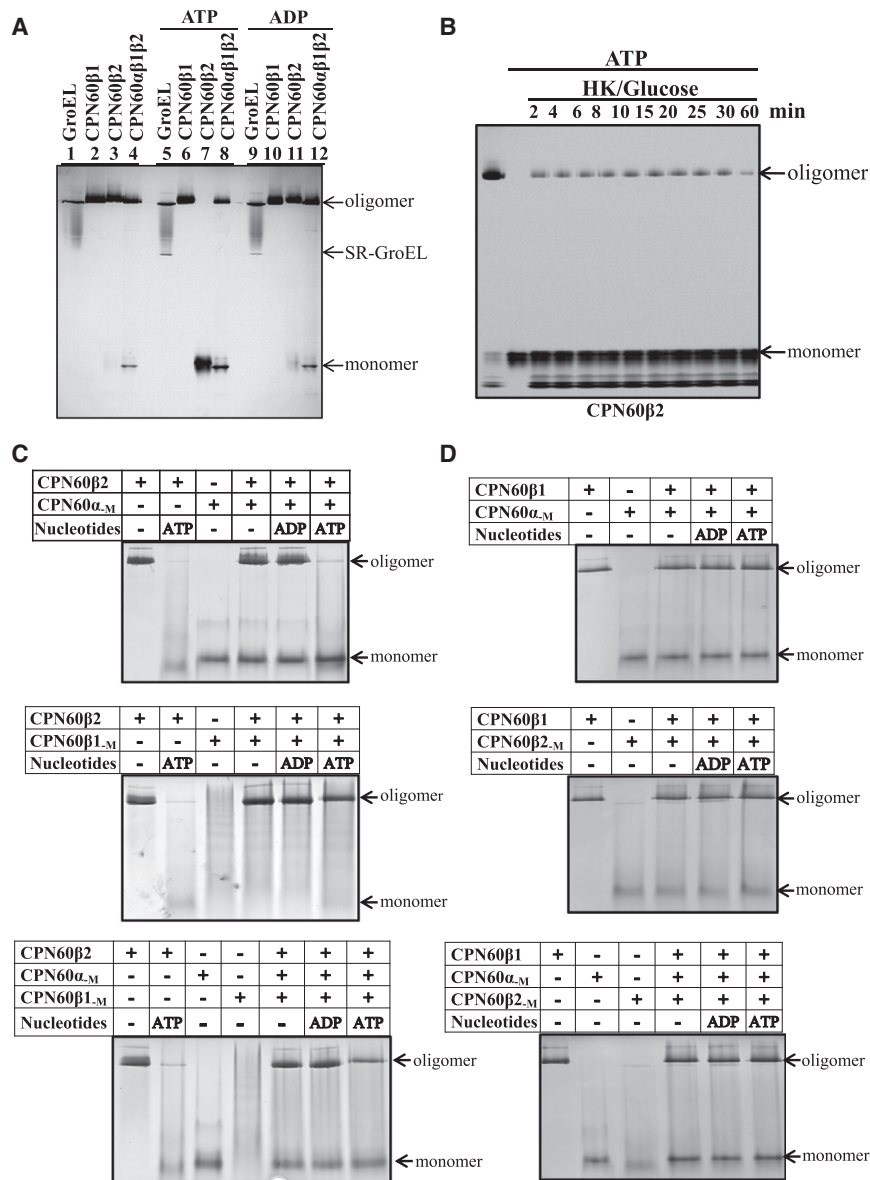 A
ATP
ADP
GroEL
CPN60β1
CPN60β2
CPN60αβ1β2
GroEL
CPN60β1
CPN60β2
CPN60αβ1β2
GroEL
CPN60β1
CPN60β2
CPN60αβ1β2
1 2 3 4 5 6 7 8 9 10 11 12
oligomer
SR-GroEL
monomer
B
ATP
HK/Glucose
2 4 6 8 10 15 20 25 30 60 min
oligomer
monomer
CPN60β2
C
CPN60β2 + + - + + +
CPN60α-M - - + + + +
Nucleotides - ATP - - ADP ATP
oligomer
monomer
CPN60β2 + + - + + +
CPN60β1-M - - + + + +
Nucleotides - ATP - - ADP ATP
oligomer
monomer
CPN60β2 + + - - + + +
CPN60α-M - - + - + + +
CPN60β1-M - - - + + + +
Nucleotides - ATP - - - ADP ATP
oligomer
monomer
D
CPN60β1 + - + + +
CPN60α-M - + + + +
Nucleotides - - - ADP ATP
oligomer
monomer
CPN60β1 + - + + +
CPN60β2-M - + + + +
Nucleotides - - - ADP ATP
oligomer
monomer
CPN60β1 + - - + + +
CPN60α-M - + - + + +
CPN60β2-M - - + + + +
Nucleotides - - - - ADP ATP
oligomer
monomer